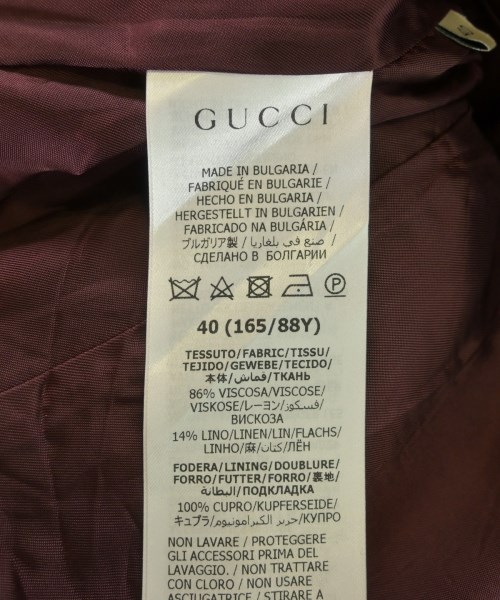 GUCCI
MADE IN BULGARIA /
FABRIQUÉ EN BULGARIE /
HECHO EN BULGARIA /
HERGESTELLT IN BULGARIEN /
FABRICADO NA BULGÁRIA /
ブルガリア製 / صنع في بلغاريا /
СДЕЛАНО В БОЛГАРИИ
P
40 (165/88Y)
TESSUTO/FABRIC/TISSU/
TEJIDO/GEWEBE/TECIDO/
本体/قماش/ТКАНЬ
86% VISCOSA/VISCOSE/
VISKOSE/レーヨン/فسكوز/
ВИСКОЗА
14% LINO/LINEN/LIN/FLACHS/
LINHO/麻/كتان/ЛЁН
FODERA/LINING/DOUBLURE/
FORRO/FUTTER/FORRO/裏地/
البطانة/ПОДКЛАДКА
100% CUPRO/KUPFERSEIDE/
キュプラ/حرير الكبرامونيوم/КУПРО
NON LAVARE / PROTEGGERE
GLI ACCESSORI PRIMA DEL
LAVAGGIO. / NON TRATTARE
CON CLORO / NON USARE
ASCIUGATRICE / STIRARE A